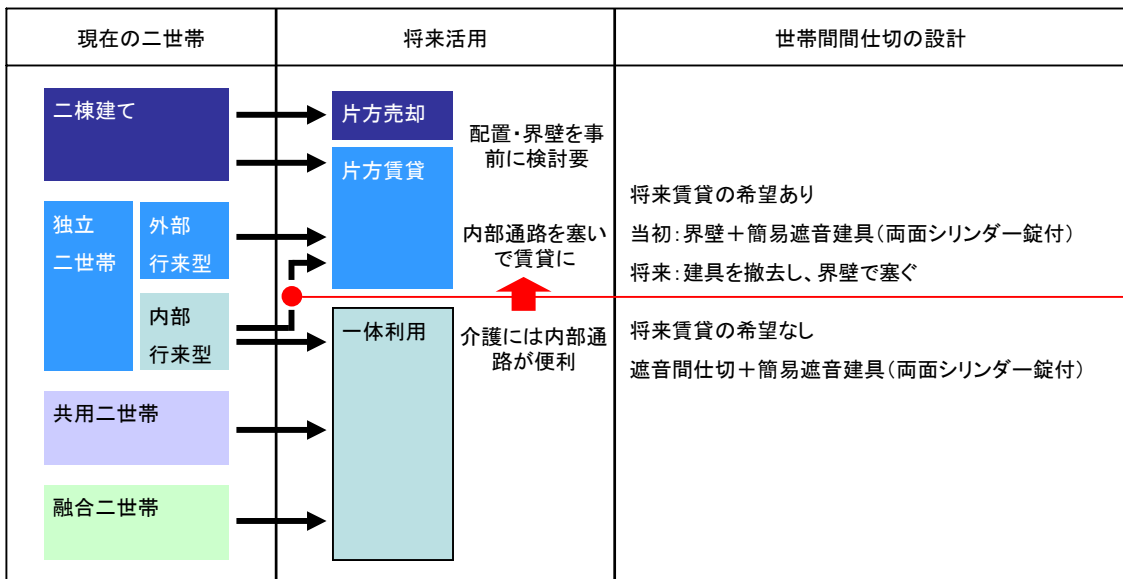 現在の二世帯
将来活用
世帯間間仕切の設計
二棟建て
片方売却
配置・界壁を事
前に検討要
片方賃貸
独立
二世帯
外部
行来型
内部通路を塞い
で賃貸に
将来賃貸の希望あり
当初：界壁＋簡易遮音建具（両面シリンダー錠付）
将来：建具を撤去し、界壁で塞ぐ
内部
行来型
一体利用
介護には内部通
路が便利
将来賃貸の希望なし
遮音間仕切＋簡易遮音建具（両面シリンダー錠付）
共用二世帯
融合二世帯